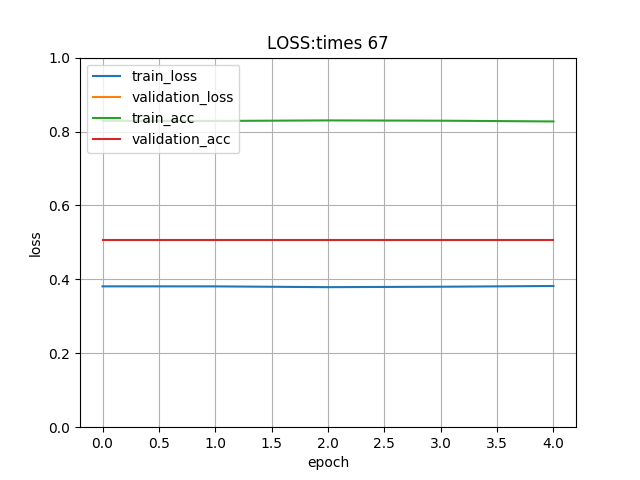 LOSS:times 67
train_loss
validation_loss
train_acc
validation_acc
1.0
0.8
0.6
0.4
0.2
0.0
loss
0.0 0.5 1.0 1.5 2.0 2.5 3.0 3.5 4.0
epoch